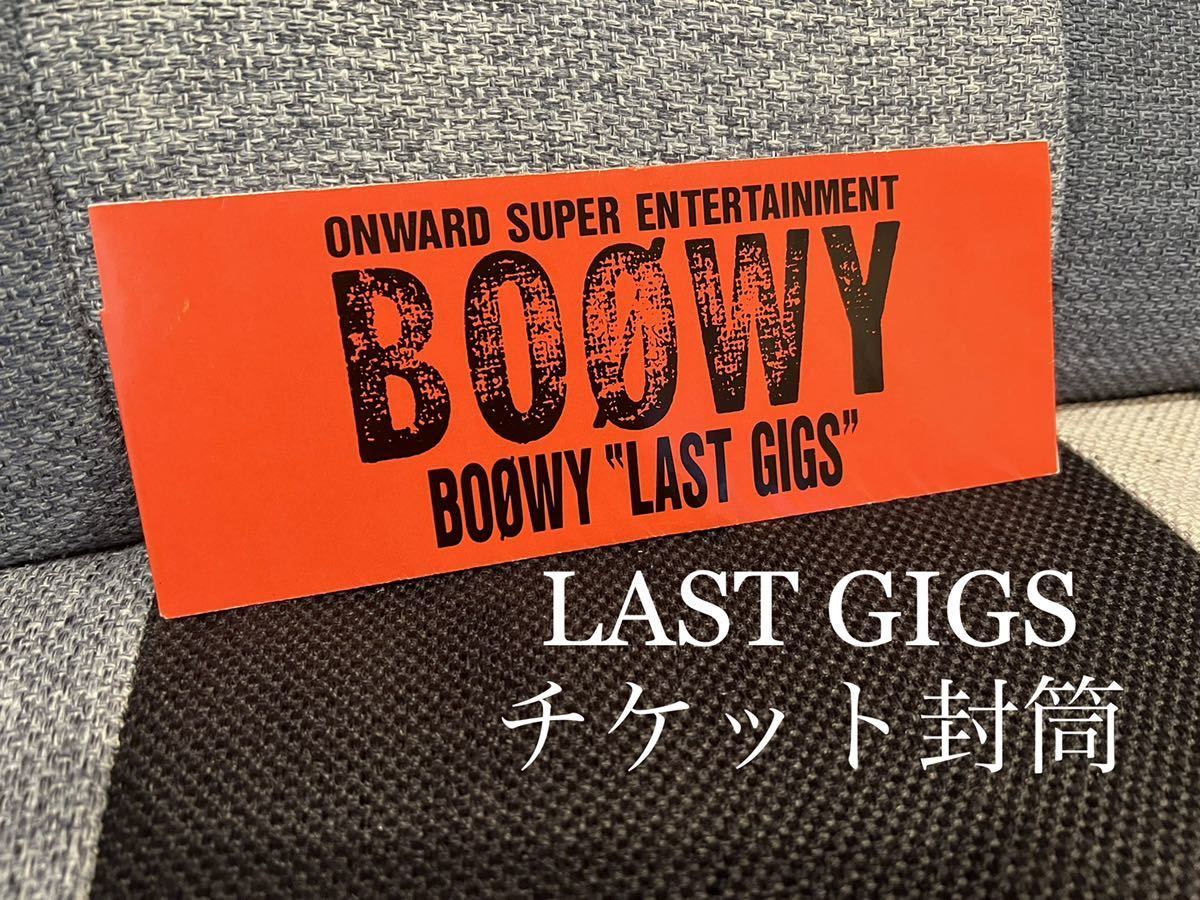 ONWARD SUPER ENTERTAINMENT
BOØWY
BOØWY "LAST GIGS"
LAST GIGS
チケット封筒